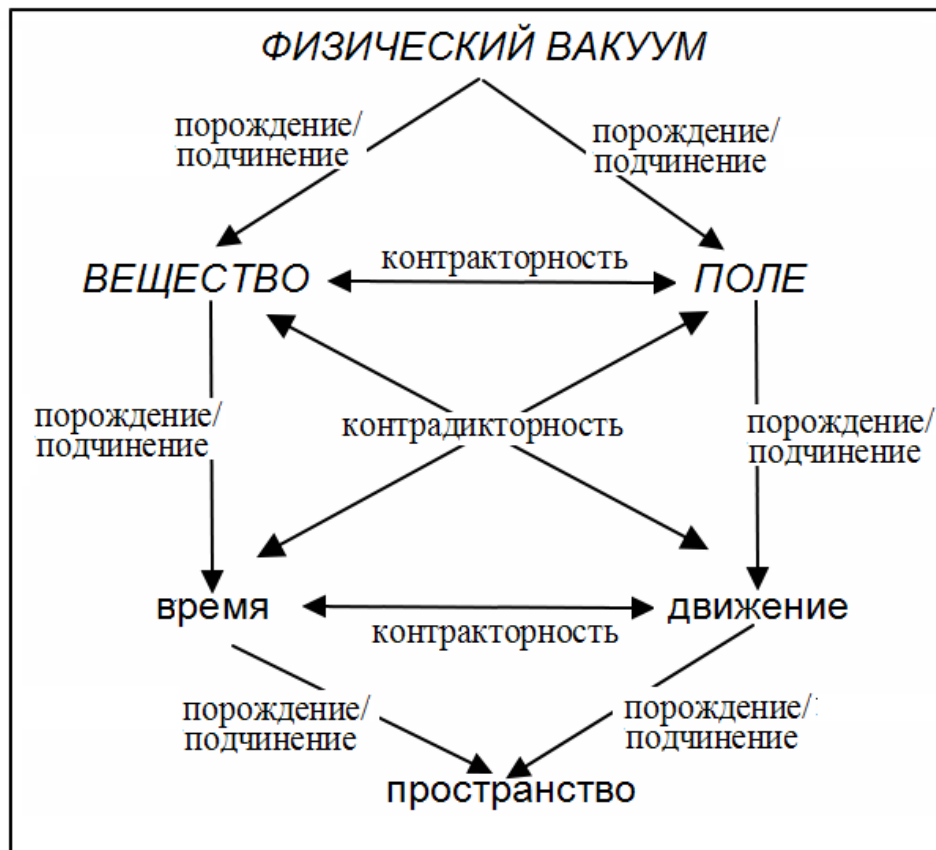 ФИЗИЧЕСКИЙ ВАКУУМ
порождение/
подчинение
порождение/
подчинение
контракторность
ВЕЩЕСТВО
ПОЛЕ
порождение/
подчинение
контрадикторность
порождение/
подчинение
время
движение
контракторность
порождение/
подчинение
порождение/
подчинение
пространство